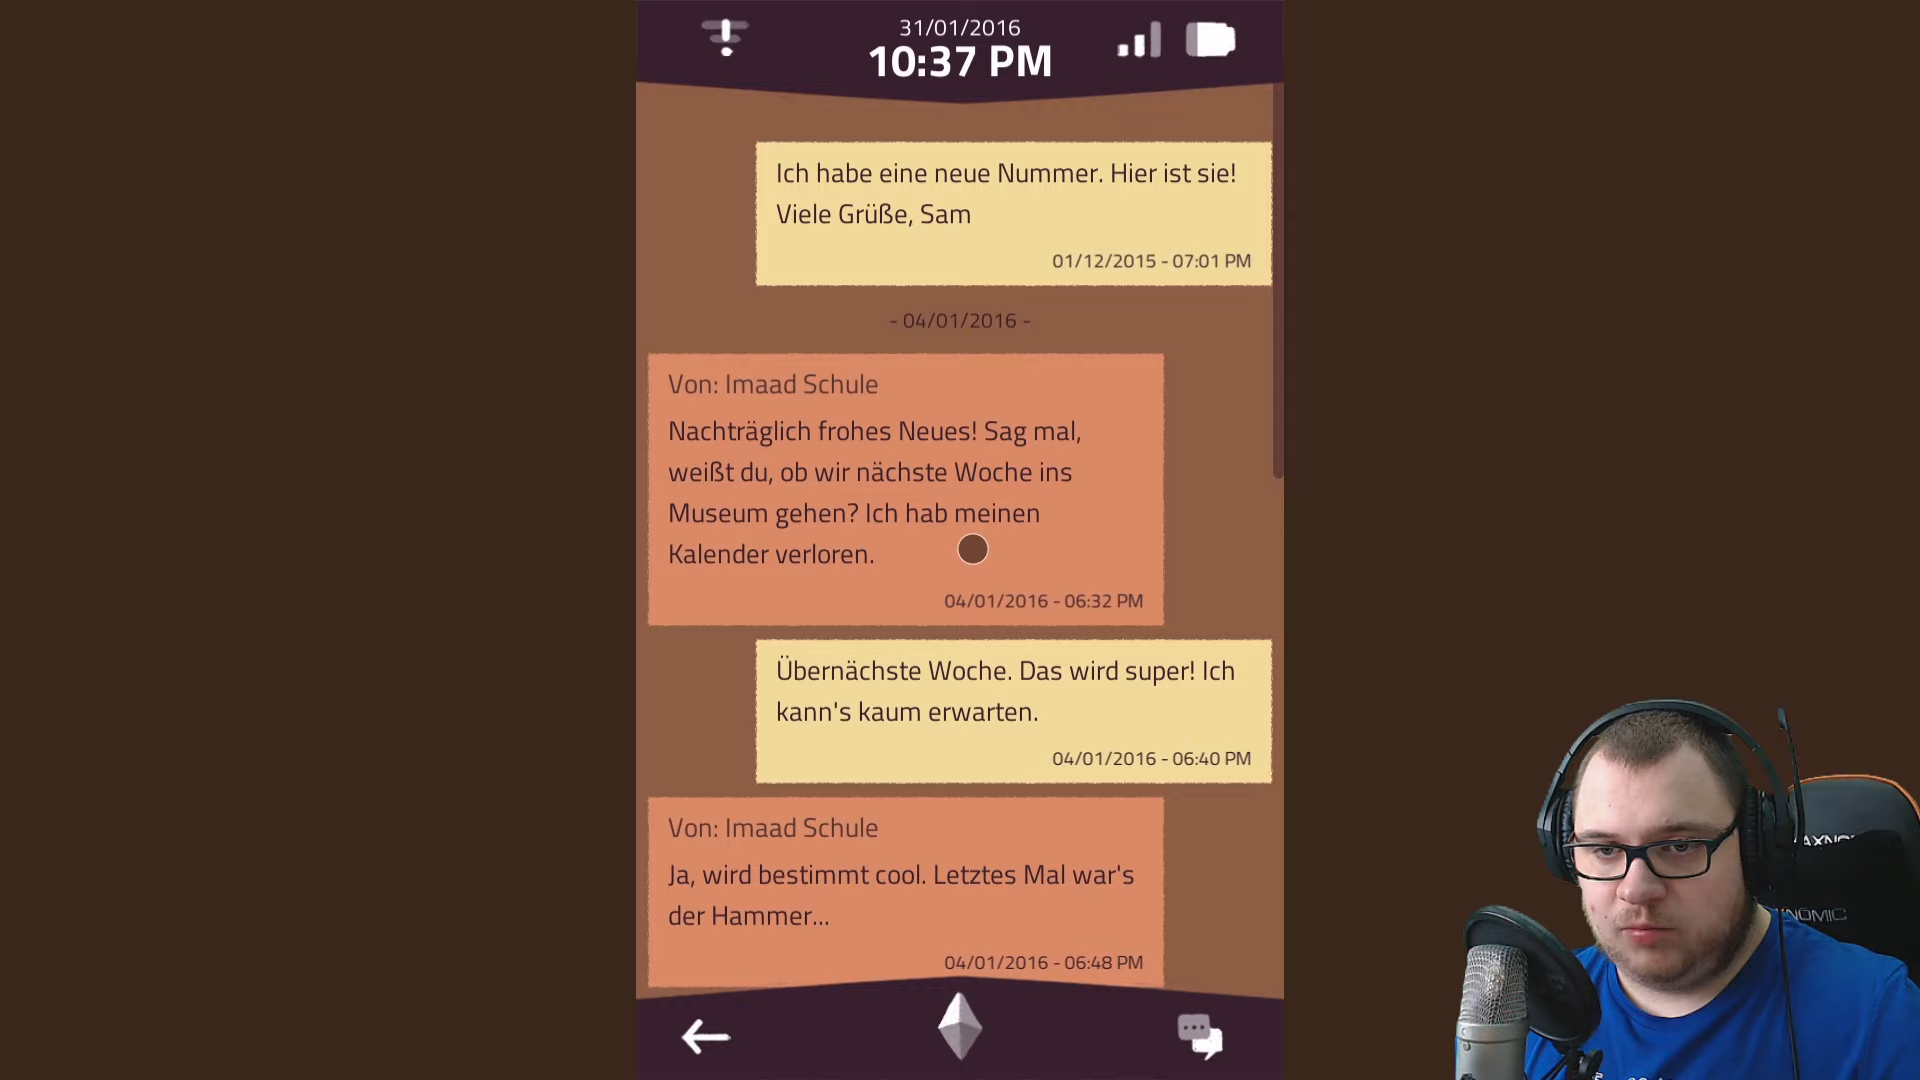 31/01/2016
10:37 PM
Ich habe eine neue Nummer. Hier ist sie!
Viele Grüße, Sam
01/12/2015 - 07:01 PM
- 04/01/2016 -
Von: Imaad Schule
Nachträglich frohes Neues! Sag mal,
weißt du, ob wir nächste Woche ins
Museum gehen? Ich hab meinen
Kalender verloren.
04/01/2016 - 06:32 PM
Übernächste Woche. Das wird super! Ich
kann's kaum erwarten.
04/01/2016 - 06:40 PM
Von: Imaad Schule
Ja, wird bestimmt cool. Letztes Mal war's
der Hammer...
04/01/2016 - 06:48 PM